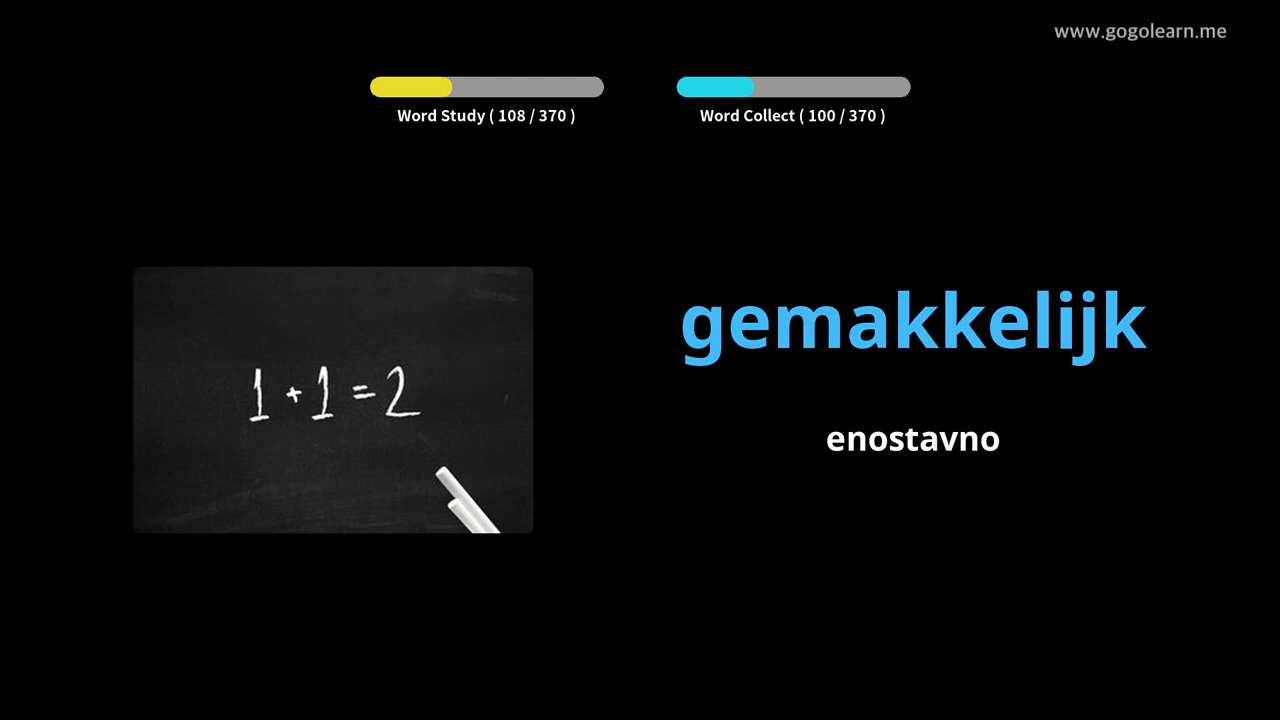 www.gogolearn.me
Word Study ( 108 / 370 )
Word Collect ( 100 / 370 )
1 + 1 = 2
gemakkelijk
enostavno